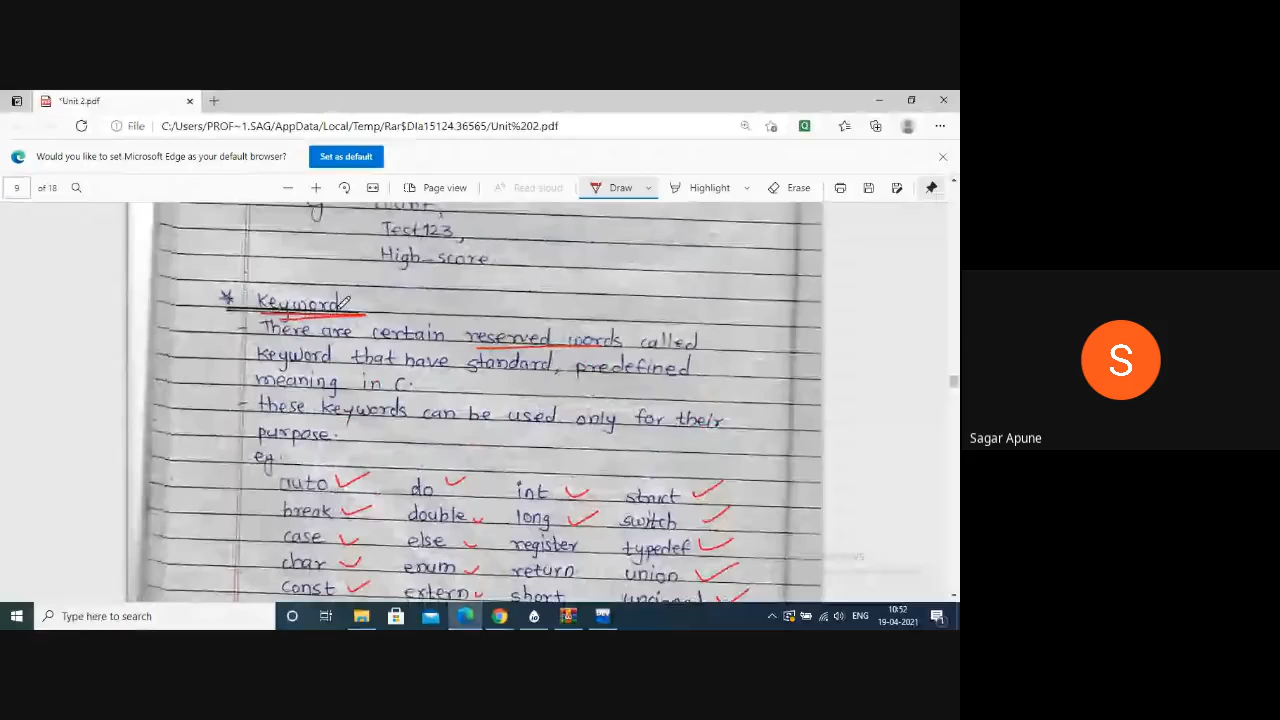 *Unit 2.pdf
File
C:/Users/PROF~1.SAG/AppData/Local/Temp/Rar$DIa15124.36565/Unit%202.pdf
Would you like to set Microsoft Edge as your default browser?
Set as default
9 of 18
Page view
Read aloud
Draw
Highlight
Erase
Test123,
High_score
* Keyword
- There are certain reserved words called
keyword that have standard, predefined
meaning in C.
- these keywords can be used only for their
purpose.
eg.
auto do int struct
break double long switch
case else register typedef
char enum return union
const extern short
S
Sagar Apune
Type here to search
ENG
10:52
19-04-2021